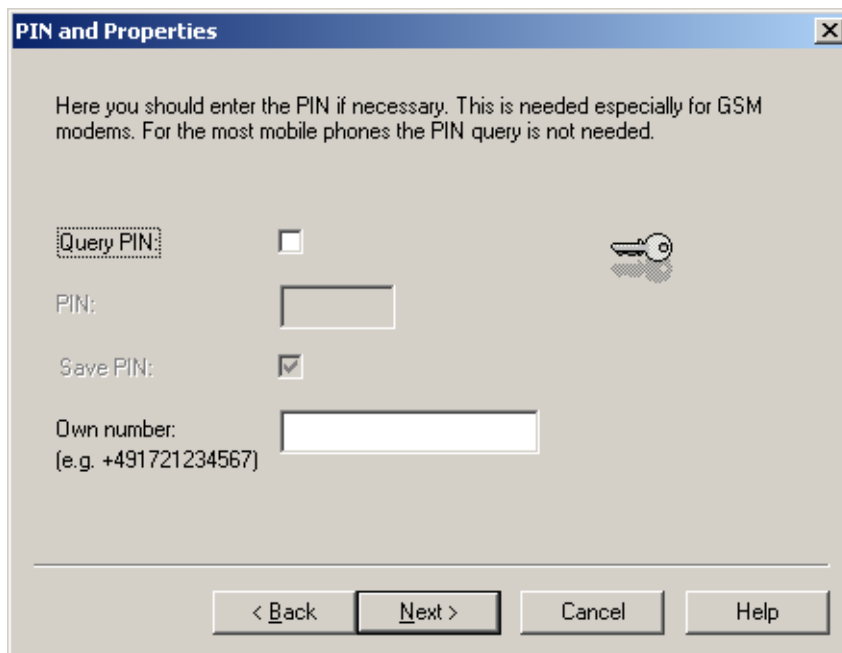 PIN and Properties
Here you should enter the PIN if necessary. This is needed especially for GSM
modems. For the most mobile phones the PIN query is not needed.
Query PIN:
PIN:
Save PIN:
Own number:
(e.g. +491721234567)
< Back Next > Cancel Help